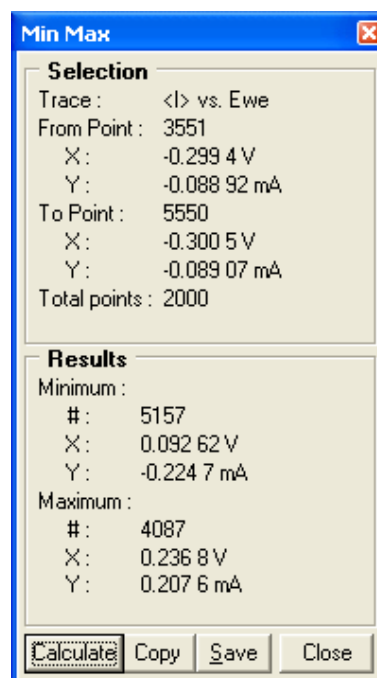 Min Max
Selection
Trace : <I> vs. Ewe
From Point : 3551
X : -0.299 4 V
Y : -0.088 92 mA
To Point : 5550
X : -0.300 5 V
Y : -0.089 07 mA
Total points : 2000
Results
Minimum :
# : 5157
X : 0.092 62 V
Y : -0.224 7 mA
Maximum :
# : 4087
X : 0.236 8 V
Y : 0.207 6 mA
Calculate Copy Save Close